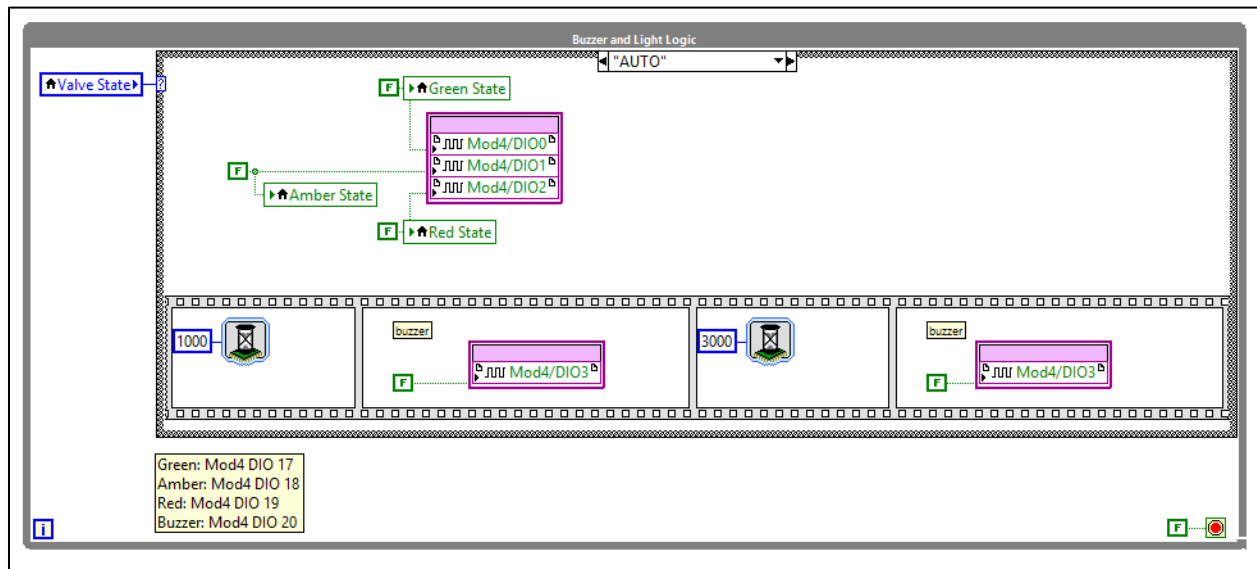 Buzzer and Light Logic
"AUTO"
Valve State
F
Green State
Mod4/DIO0
F
Mod4/DIO1
Mod4/DIO2
Amber State
F
Red State
1000
buzzer
F
Mod4/DIO3
3000
buzzer
F
Mod4/DIO3
Green: Mod4 DIO 17
Amber: Mod4 DIO 18
Red: Mod4 DIO 19
Buzzer: Mod4 DIO 20
i
F